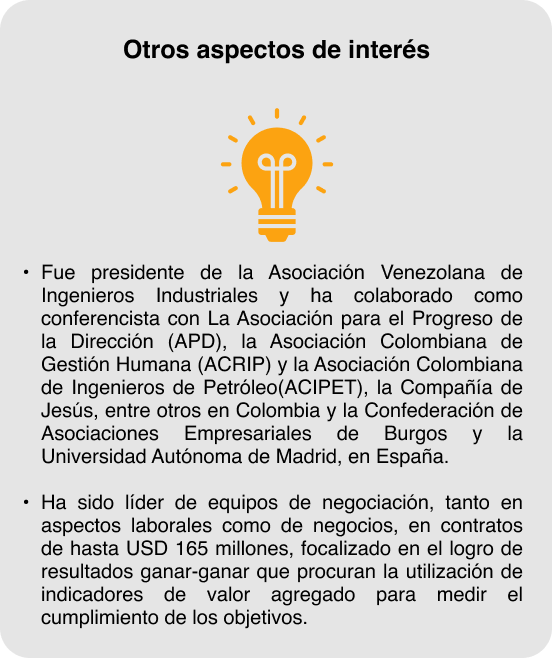 Otros aspectos de interés
• Fue presidente de la Asociación Venezolana de
Ingenieros Industriales y ha colaborado como
conferencista con La Asociación para el Progreso de
la Dirección (APD), la Asociación Colombiana de
Gestión Humana (ACRIP) y la Asociación Colombiana
de Ingenieros de Petróleo(ACIPET), la Compañía de
Jesús, entre otros en Colombia y la Confederación de
Asociaciones Empresariales de Burgos y la
Universidad Autónoma de Madrid, en España.
• Ha sido líder de equipos de negociación, tanto en
aspectos laborales como de negocios, en contratos
de hasta USD 165 millones, focalizado en el logro de
resultados ganar-ganar que procuran la utilización de
indicadores de valor agregado para medir el
cumplimiento de los objetivos.